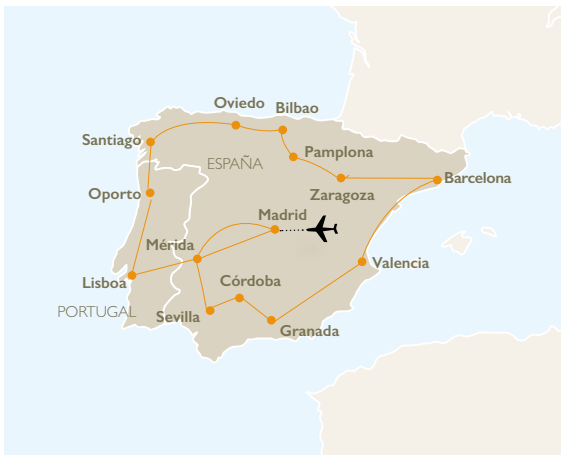 Oviedo
Bilbao
Santiago
Pamplona
ESPAÑA
Barcelona
Zaragoza
Oporto
Madrid
Mérida
Valencia
Lisboa
Córdoba
PORTUGAL
Sevilla
Granada